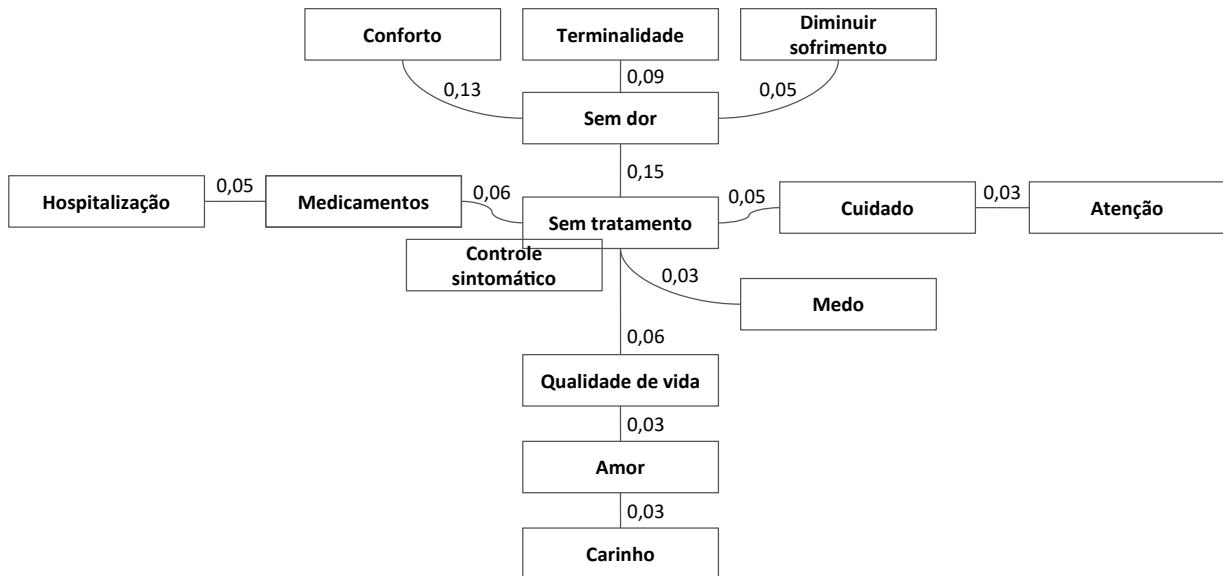 Conforto
Terminalidade
Diminuir
sofrimento
0,13
0,09
0,05
Sem dor
0,15
Hospitalização
0,05
Medicamentos
0,06
Sem tratamento
0,05
Cuidado
0,03
Atenção
Controle
sintomático
0,03
Medo
0,06
Qualidade de vida
0,03
Amor
0,03
Carinho